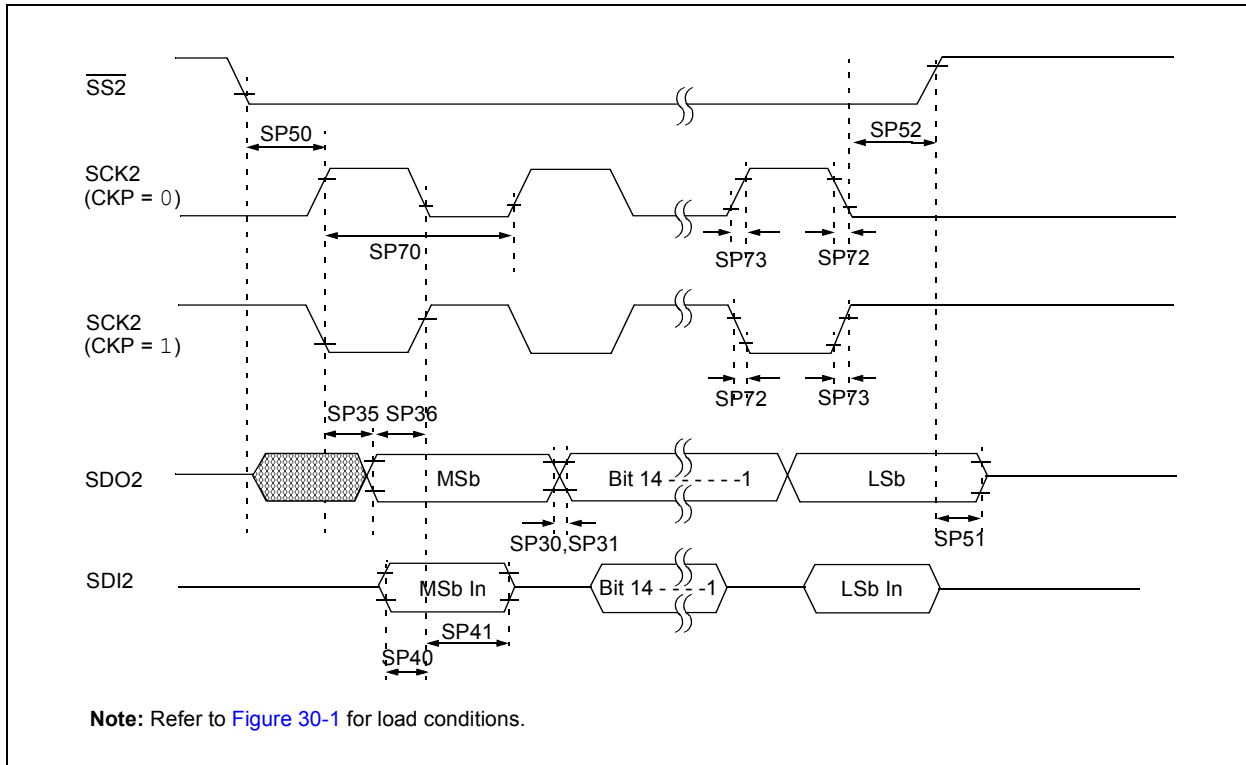 SS2
SP50
SP52
SCK2
(CKP = 0)
SP70
SP73
SP72
SCK2
(CKP = 1)
SP72
SP73
SP35
SP36
SDO2
MSb
Bit 14 - - - - - - -1
LSb
SP30,SP31
SP51
SDI2
MSb In
Bit 14 - - - - -1
LSb In
SP41
SP40
Note: Refer to Figure 30-1 for load conditions.